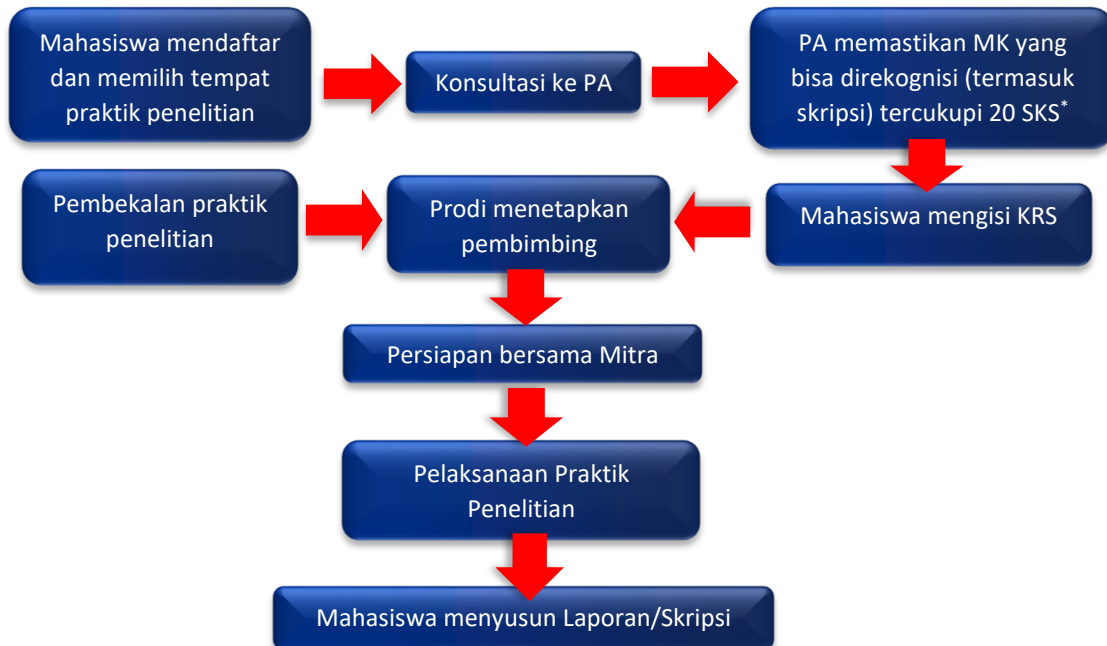 Mahasiswa mendaftar
dan memilih tempat
praktik penelitian
Konsultasi ke PA
PA memastikan MK yang
bisa direkognisi (termasuk
skripsi) tercukupi 20 SKS*
Mahasiswa mengisi KRS
Pembekalan praktik
penelitian
Prodi menetapkan
pembimbing
Persiapan bersama Mitra
Pelaksanaan Praktik
Penelitian
Mahasiswa menyusun Laporan/Skripsi